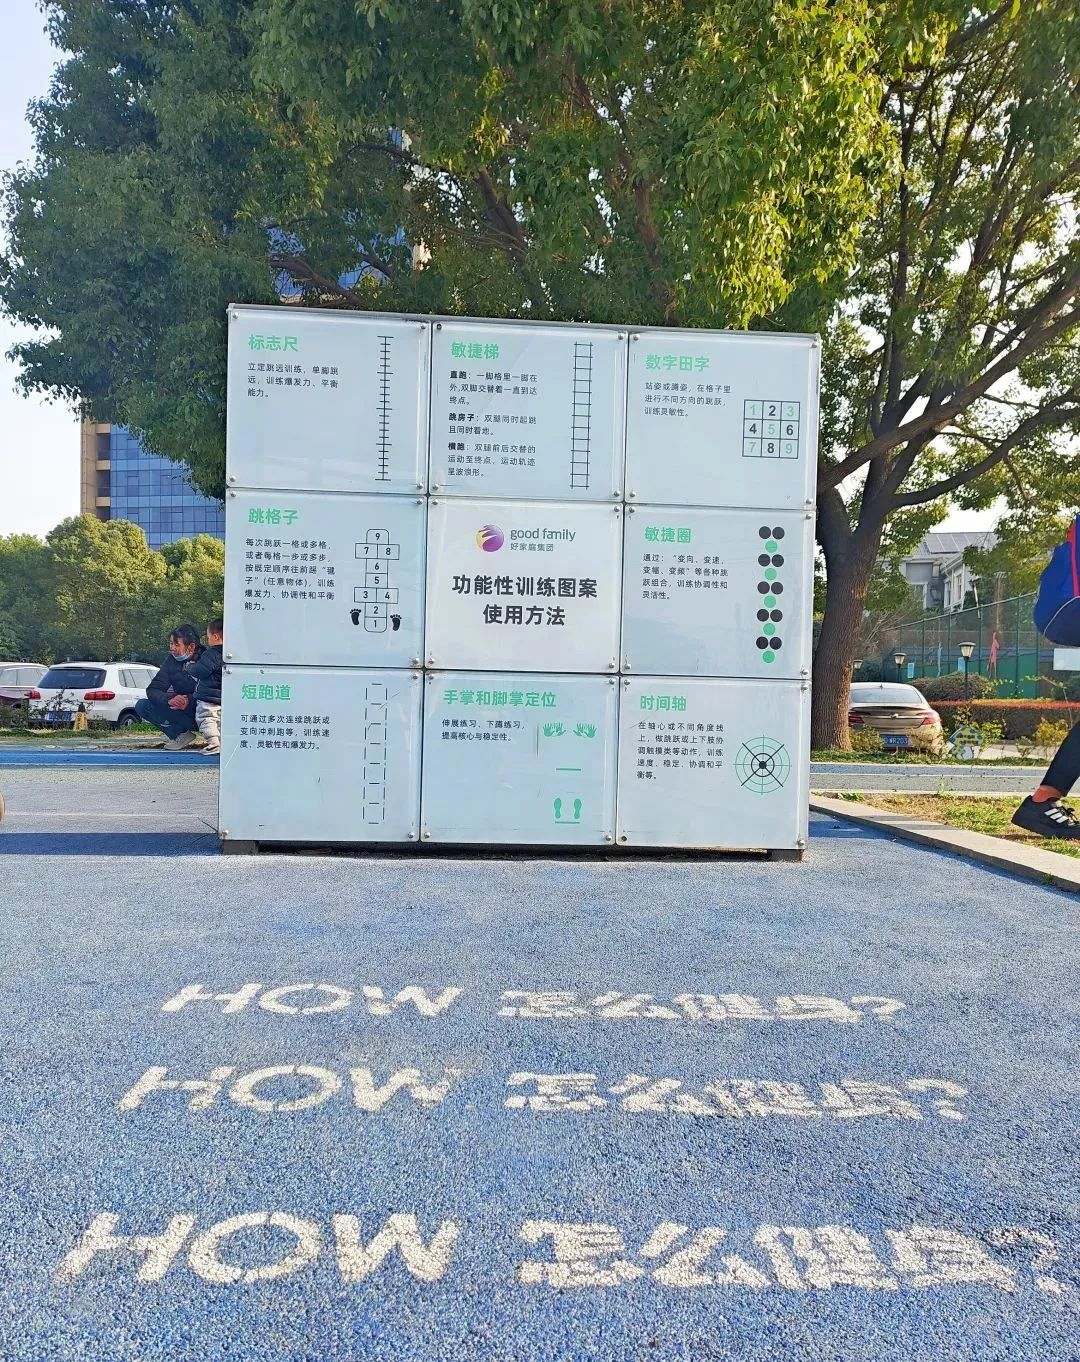 标志尺
立定跳远训练，单脚跳
远，训练爆发力、平衡
能力。
敏捷梯
直跑：一脚格里一脚在
外，双脚交替着一直到达
终点。
跳房子：双腿同时起跳
且同时着地。
横跑：双腿前后交替的
运动至终点，运动轨迹
呈波浪形。
数字田字
站姿或蹲姿，在格子里
进行不同方向的跳跃，
训练灵敏性。
1 2 3
4 5 6
7 8 9
跳格子
每次跳跃一格或多格，
或者每格一步或多步，
按既定顺序往前踢“毽
子”（任意物体），训练
爆发力、协调性和平衡
能力。
9
7 8
6
5
3 4
2
1
good family
好家庭集团
功能性训练图案
使用方法
敏捷圈
通过：“变向、变速、
变幅、变频”等各种跳
跃组合，训练协调性和
灵活性。
短跑道
可通过多次连续跳跃或
变向冲刺跑等，训练速
度、灵敏性和爆发力。
手掌和脚掌定位
伸展练习、下蹲练习，
提高核心与稳定性。
时间轴
在轴心或不同角度线
上，做跳跃或上下肢协
调触摸类等动作，训练
速度、稳定、协调和平
衡等。
HOW 怎么健身?
HOW 怎么健身?
HOW 怎么健身?